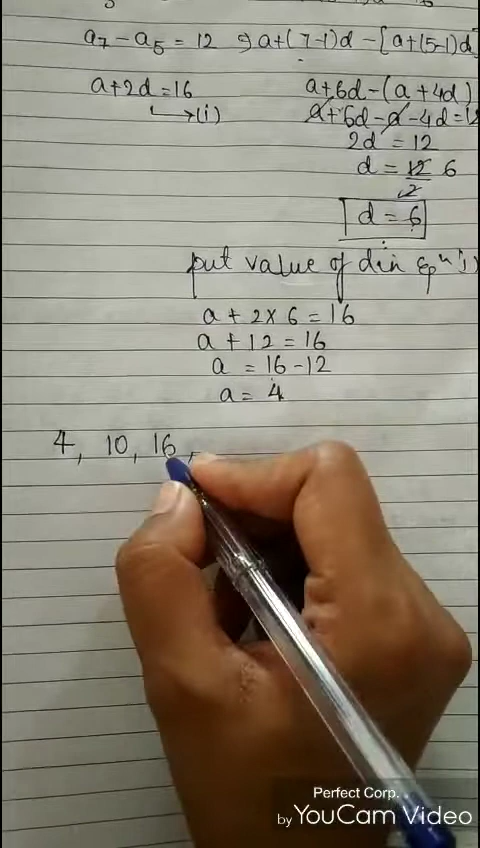 a7 - a5 = 12 ⇒ a+(7-1)d - [a+(5-1)d]
a+2d = 16
→(i)
a+6d-(a+4d)
a+6d-a-4d=12
2d = 12
d = 12 6
2
d = 6
put value of d in eqn i)
a + 2 x 6 = 16
a + 12 = 16
a = 16 - 12
a = 4
4, 10, 16,
Perfect Corp.
by YouCam Video